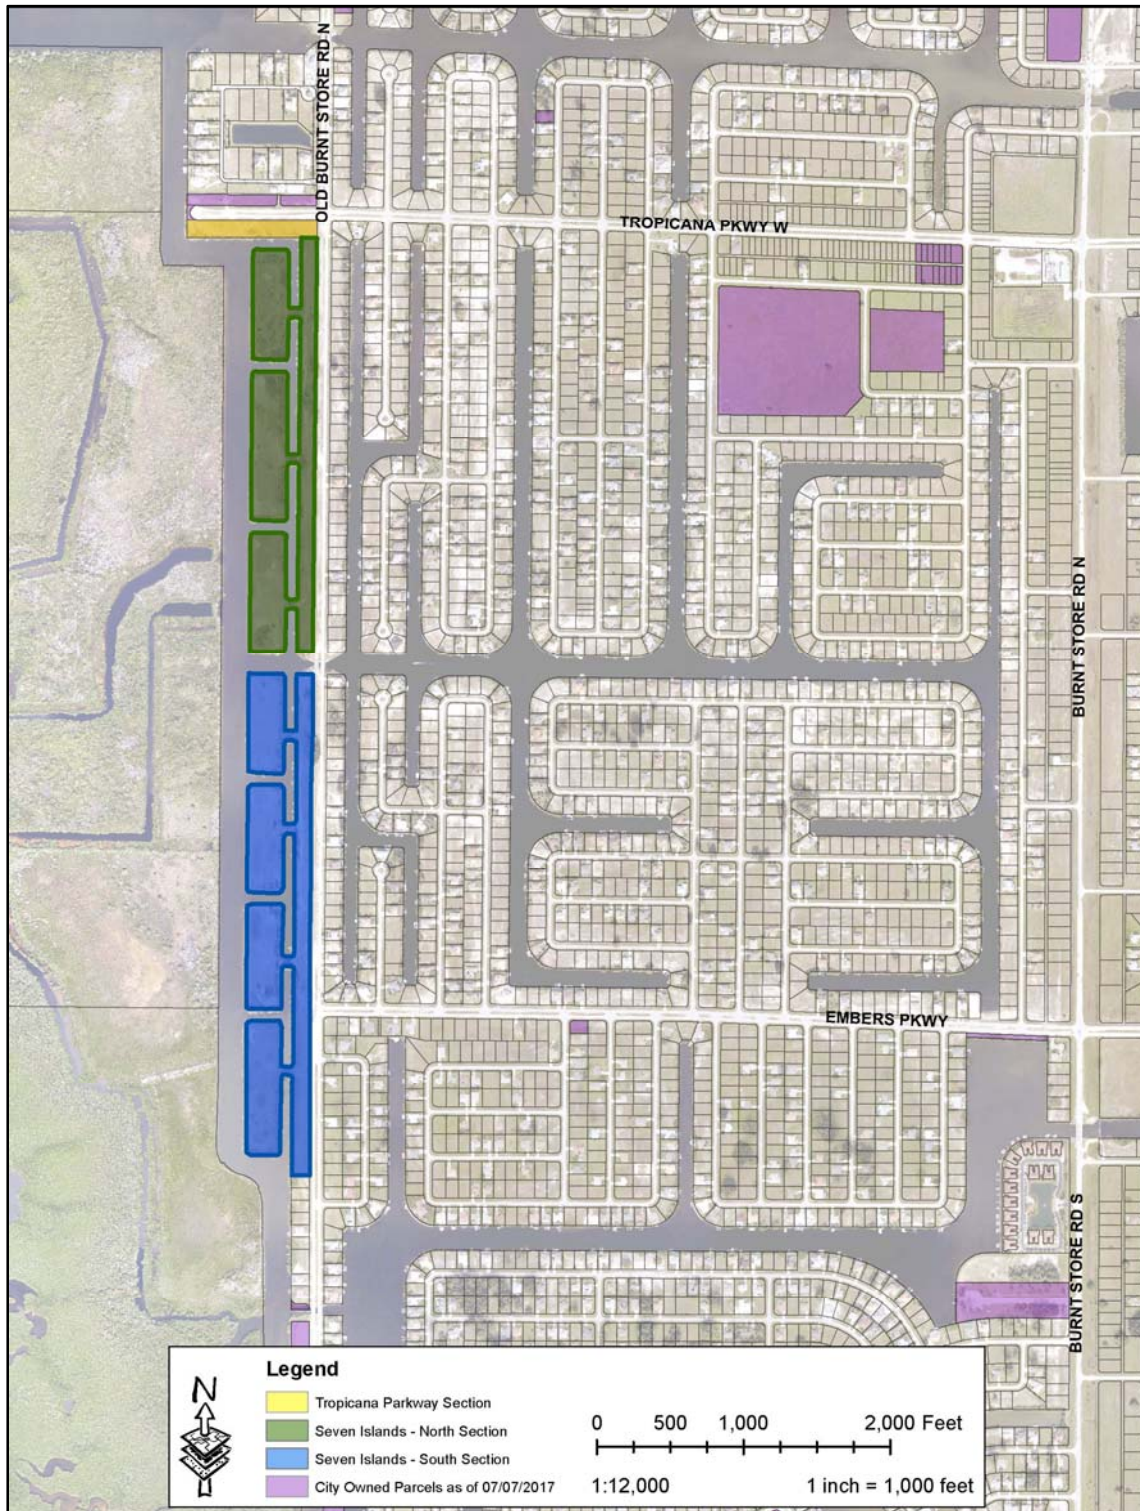 OLD BURNT STORE RD N
TROPICANA PKWY W
BURNT STORE RD N
EMBERS PKWY
BURNT STORE RD S
Legend
N
Tropicana Parkway Section
Seven Islands - North Section
Seven Islands - South Section
City Owned Parcels as of 07/07/2017
0 500 1,000 2,000 Feet
1:12,000 1 inch = 1,000 feet